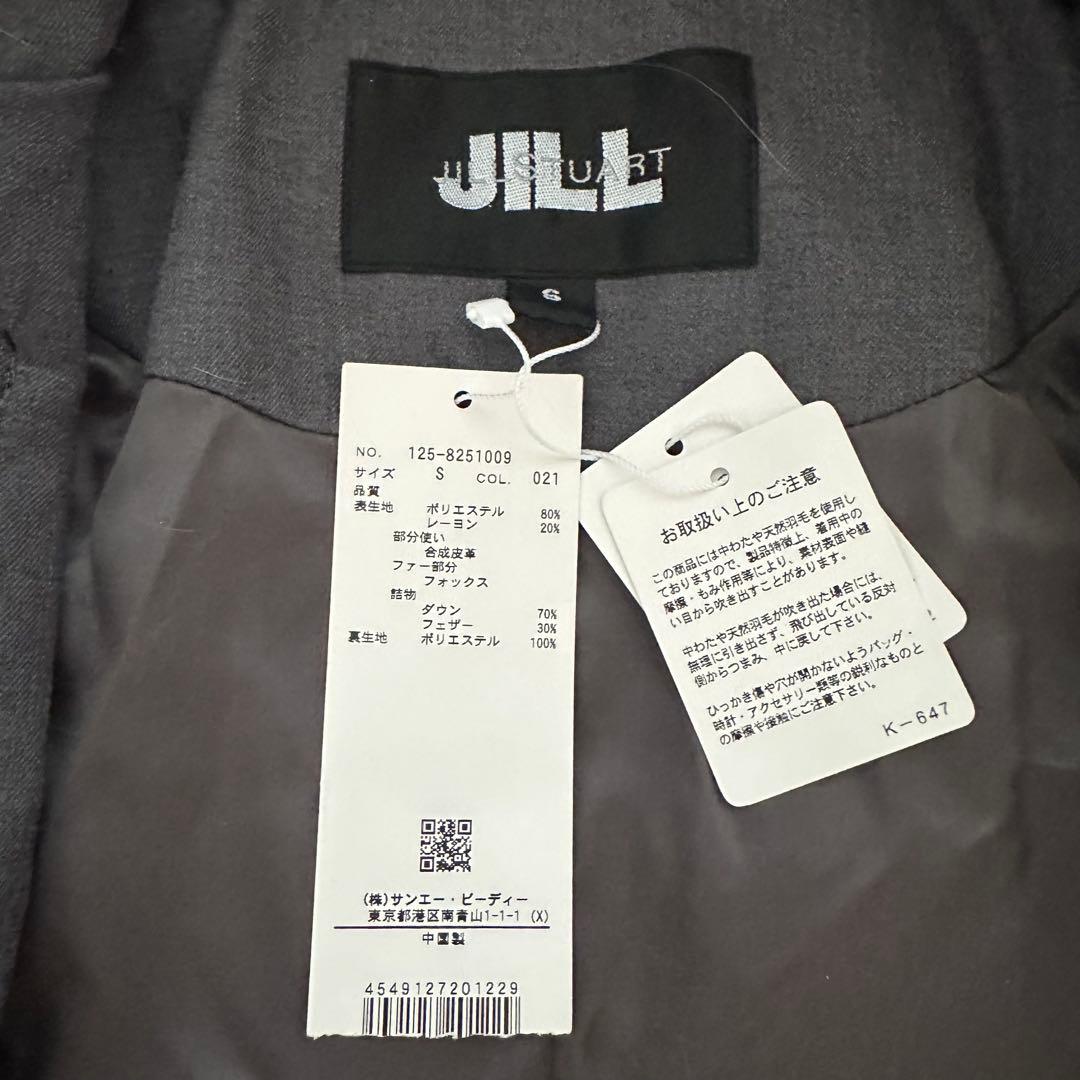 JILL
JILLSTUART
S
NO. 125-8251009
サイズ S COL. 021
品質
表生地 ポリエステル 80%
レーヨン 20%
部分使い
合成皮革
ファー部分
フォックス
詰物
ダウン 70%
フェザー 30%
裏生地 ポリエステル 100%
(株)サンエー・ビーディー
東京都港区南青山1-1-1 (X)
中国製
4549127201229
お取扱い上のご注意
この商品には中わたや天然羽毛を使用し
ておりますので、製品特徴上、着用中の
摩擦・もみ作用等により、素材表面や縫
い目から吹き出すことがあります。
中わたや天然羽毛が吹き出た場合には、
無理に引き出さず、飛び出している反対
側からつまみ、中に戻して下さい。
ひっかき傷や穴が開かないようバッグ・
時計・アクセサリー類等の鋭利なものと
の摩擦や接触にご注意下さい。
K-647